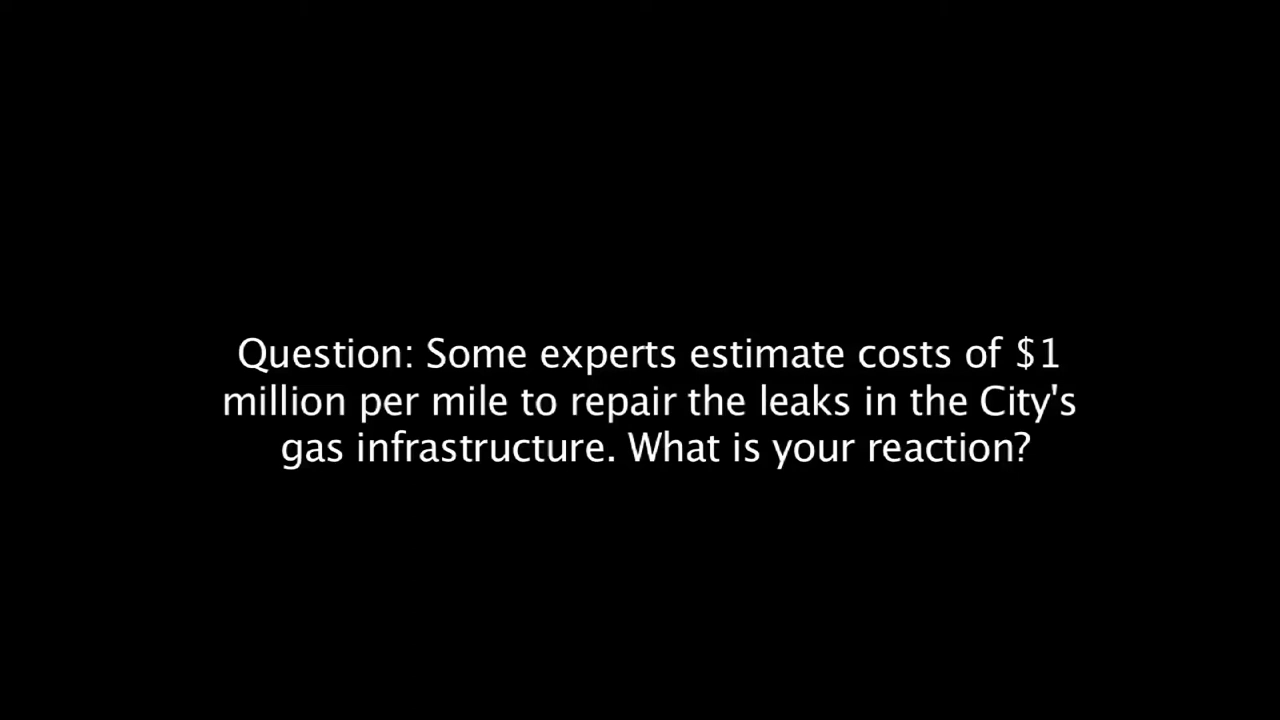 Question: Some experts estimate costs of $1
million per mile to repair the leaks in the City's
gas infrastructure. What is your reaction?